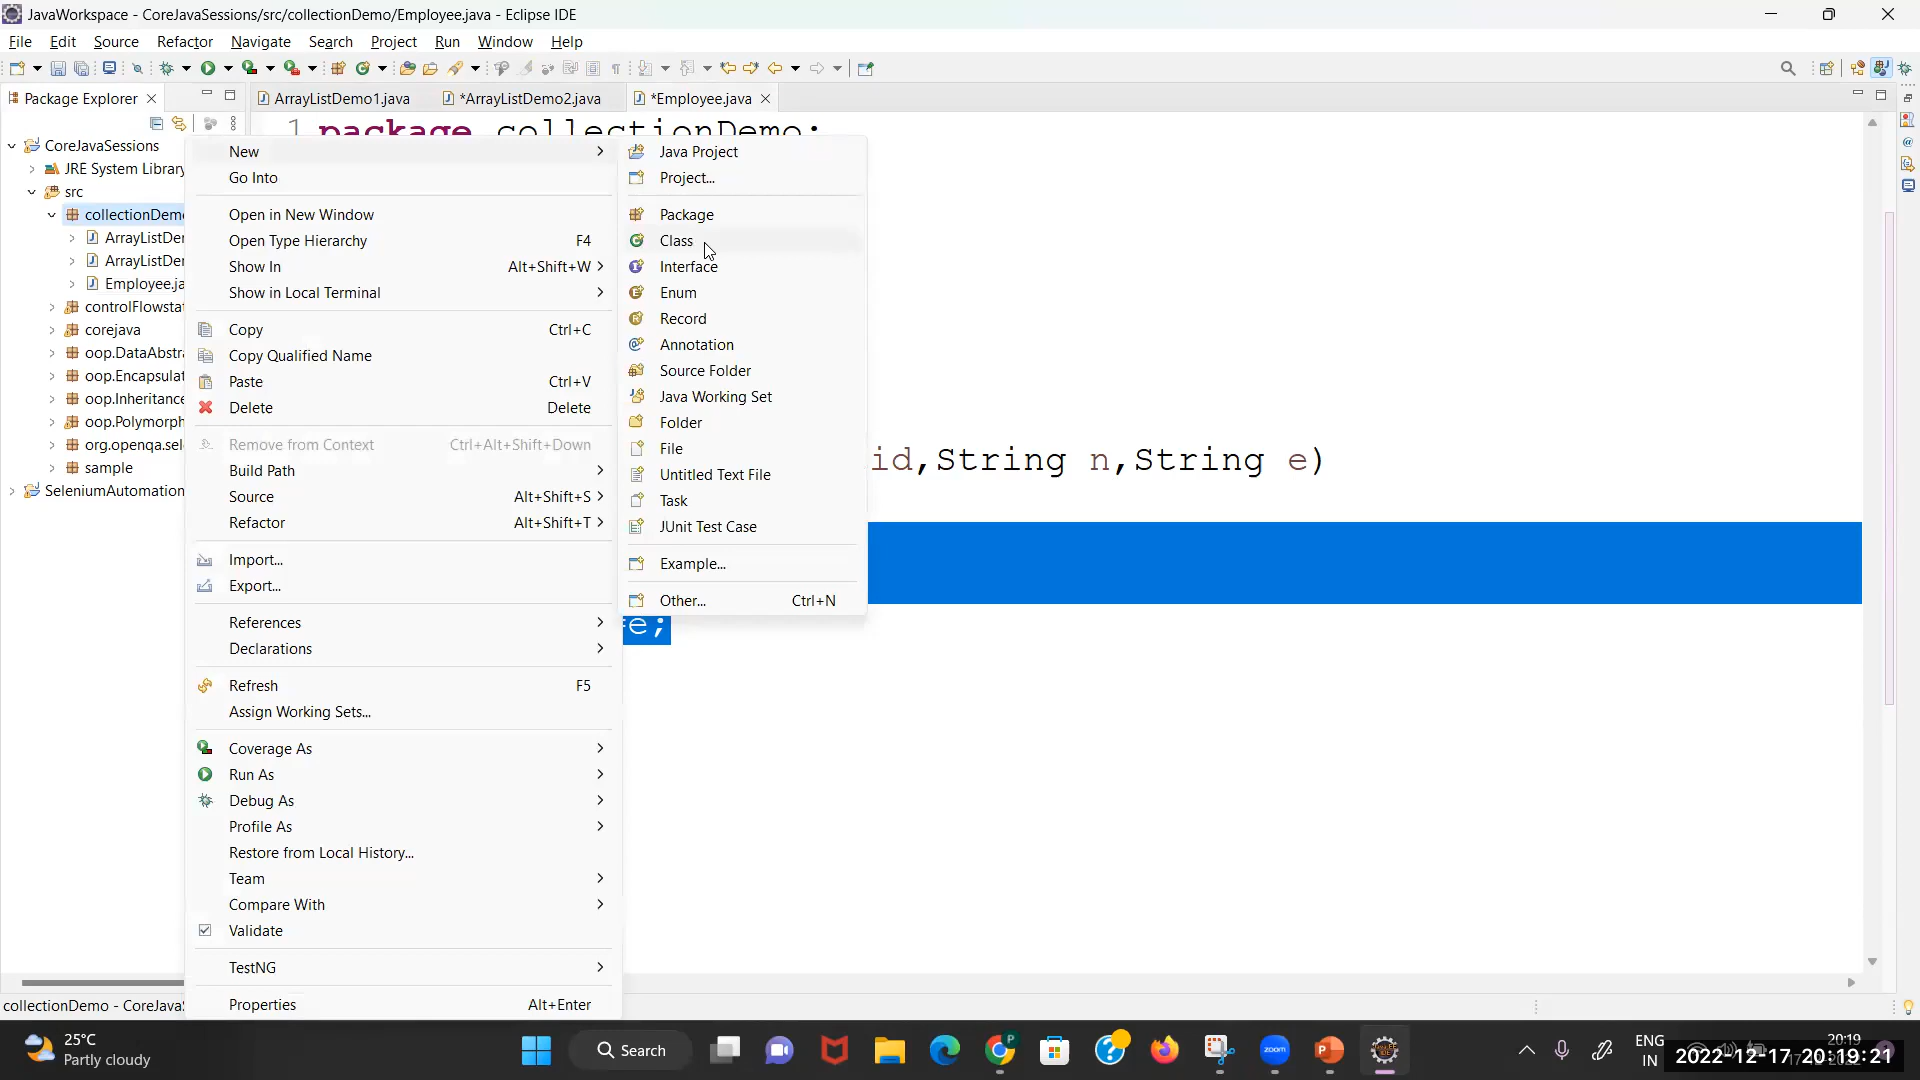 JavaWorkspace - CoreJavaSessions/src/collectionDemo/Employee.java - Eclipse IDE
File Edit Source Refactor Navigate Search Project Run Window Help
Package Explorer
ArrayListDemo1.java
*ArrayListDemo2.java
*Employee.java
1 package collectionDemo;
CoreJavaSessions
JRE System Library
src
collectionDemo
ArrayListDe
ArrayListDe
Employee.ja
controlFlowsta
corejava
oop.DataAbstra
oop.Encapsulat
oop.Inheritance
oop.Polymorph
org.openqa.sel
sample
SeleniumAutomation
New
Go Into
Open in New Window
Open Type Hierarchy F4
Show In Alt+Shift+W
Show in Local Terminal
Copy Ctrl+C
Copy Qualified Name
Paste Ctrl+V
Delete Delete
Remove from Context Ctrl+Alt+Shift+Down
Build Path
Source Alt+Shift+S
Refactor Alt+Shift+T
Import...
Export...
References
Declarations
Refresh F5
Assign Working Sets...
Coverage As
Run As
Debug As
Profile As
Restore from Local History...
Team
Compare With
Validate
TestNG
Properties Alt+Enter
Java Project
Project...
Package
Class
Interface
Enum
Record
Annotation
Source Folder
Java Working Set
Folder
File
Untitled Text File
Task
JUnit Test Case
Example...
Other... Ctrl+N
id,String n,String e)
=e;
collectionDemo - CoreJava
25°C
Partly cloudy
Search
zoom
ENG
IN
20:19
2022-12-17 20:19:21